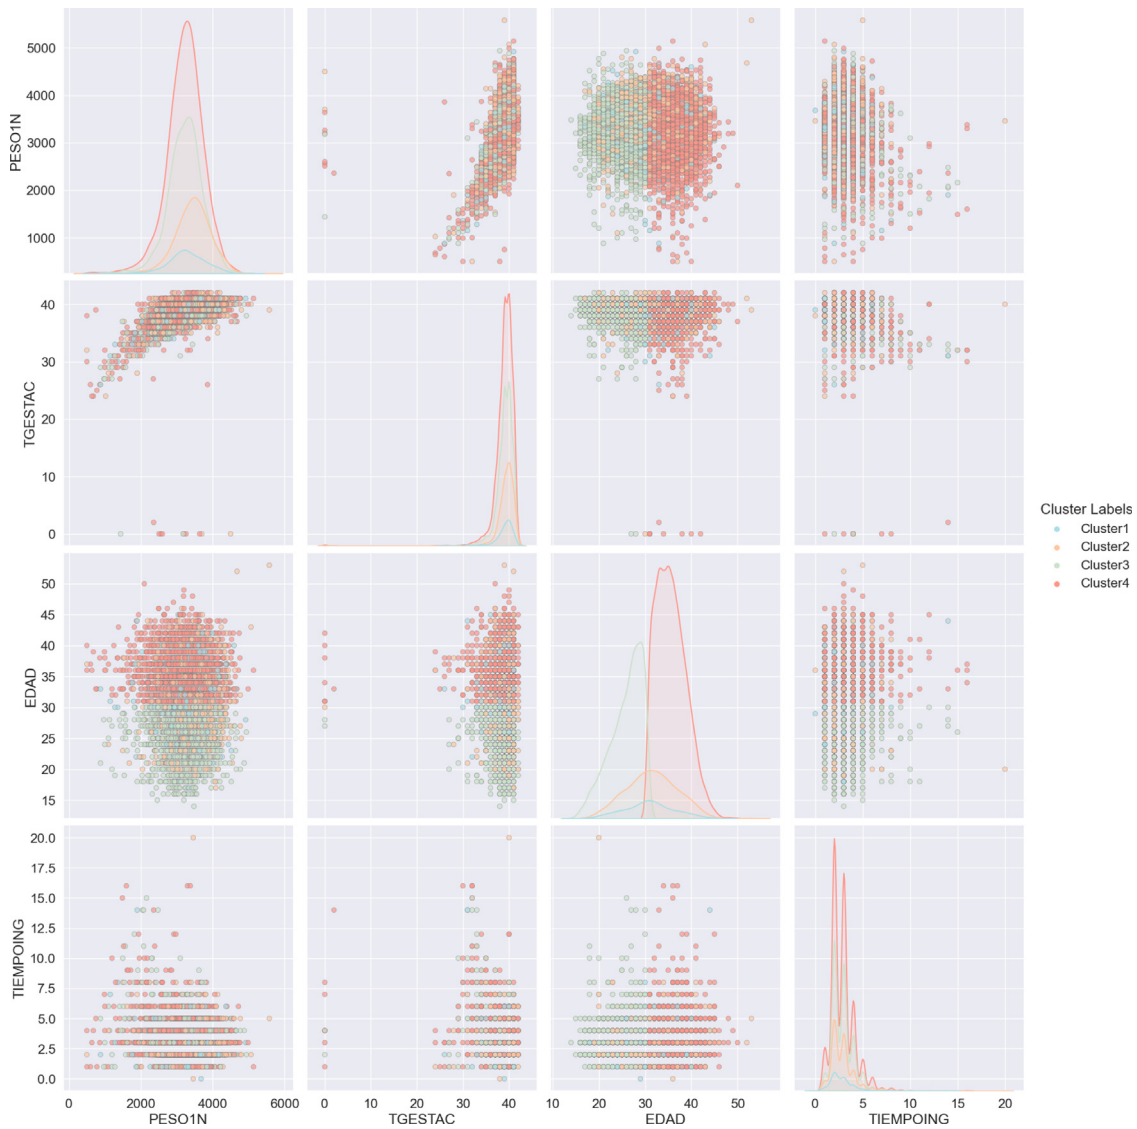 PESO1N
5000
4000
3000
2000
1000
TGESTAC
40
30
20
10
0
EDAD
50
45
40
35
30
25
20
15
TIEMPOING
20.0
17.5
15.0
12.5
10.0
7.5
5.0
2.5
0.0
0 2000 4000 6000
PESO1N
0 10 20 30 40
TGESTAC
10 20 30 40 50
EDAD
0 5 10 15 20
TIEMPOING
Cluster Labels
Cluster1
Cluster2
Cluster3
Cluster4